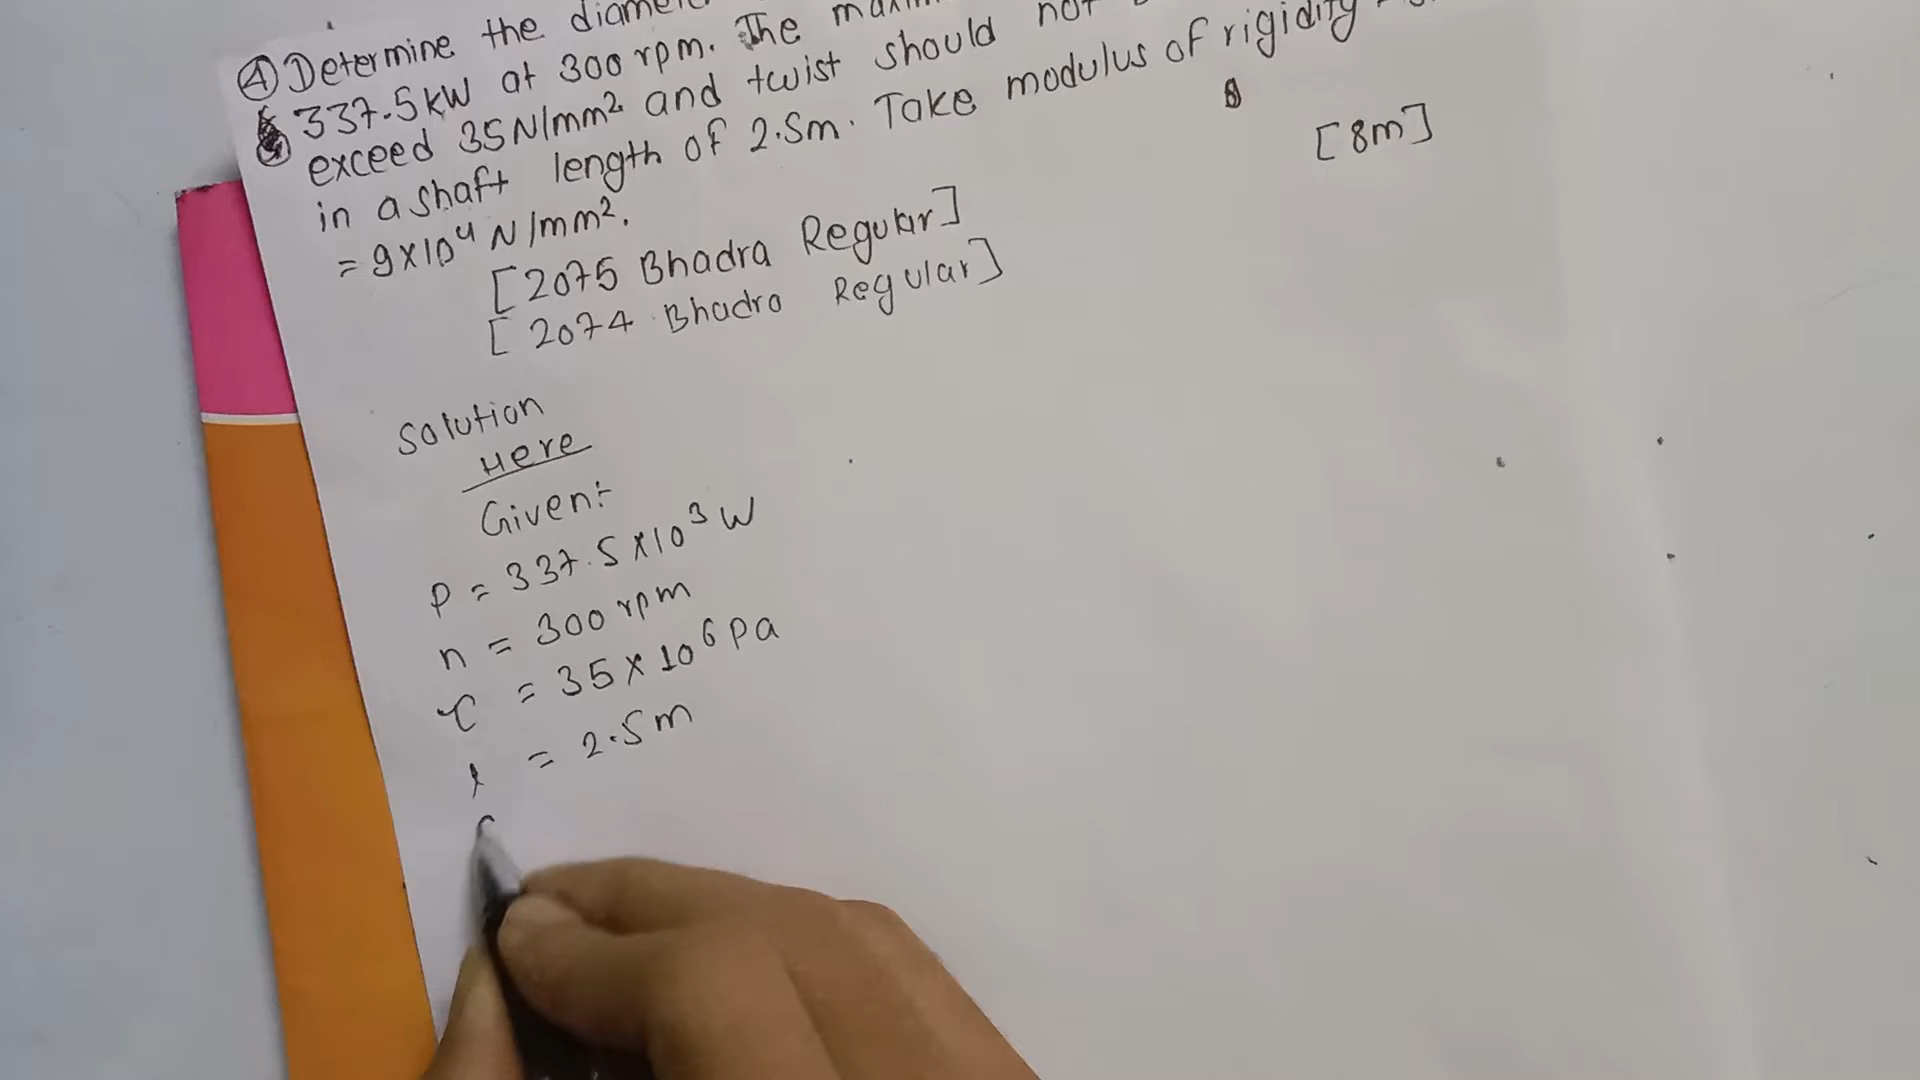 ④ Determine the
337.5kW at 300 rpm. The
exceed 35N/mm² and twist should not
in a shaft length of 2.5m. Take modulus of rigidity
= 9×10⁴ N/mm².
[8m]
[2075 Bhadra Regular]
[2074 Bhadra Regular]
Solution
Here
Given:-
P = 337.5×10³ W
n = 300 rpm
τ = 35×10⁶ Pa
l = 2.5m